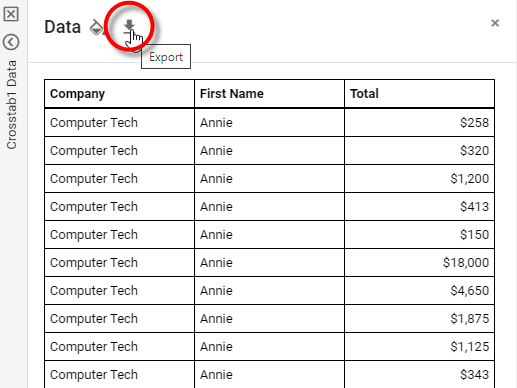 Data
Export
Crosstab1 Data
Company First Name Total
Computer Tech Annie $258
Computer Tech Annie $320
Computer Tech Annie $1,200
Computer Tech Annie $413
Computer Tech Annie $150
Computer Tech Annie $18,000
Computer Tech Annie $4,650
Computer Tech Annie $1,875
Computer Tech Annie $1,125
Computer Tech Annie $343